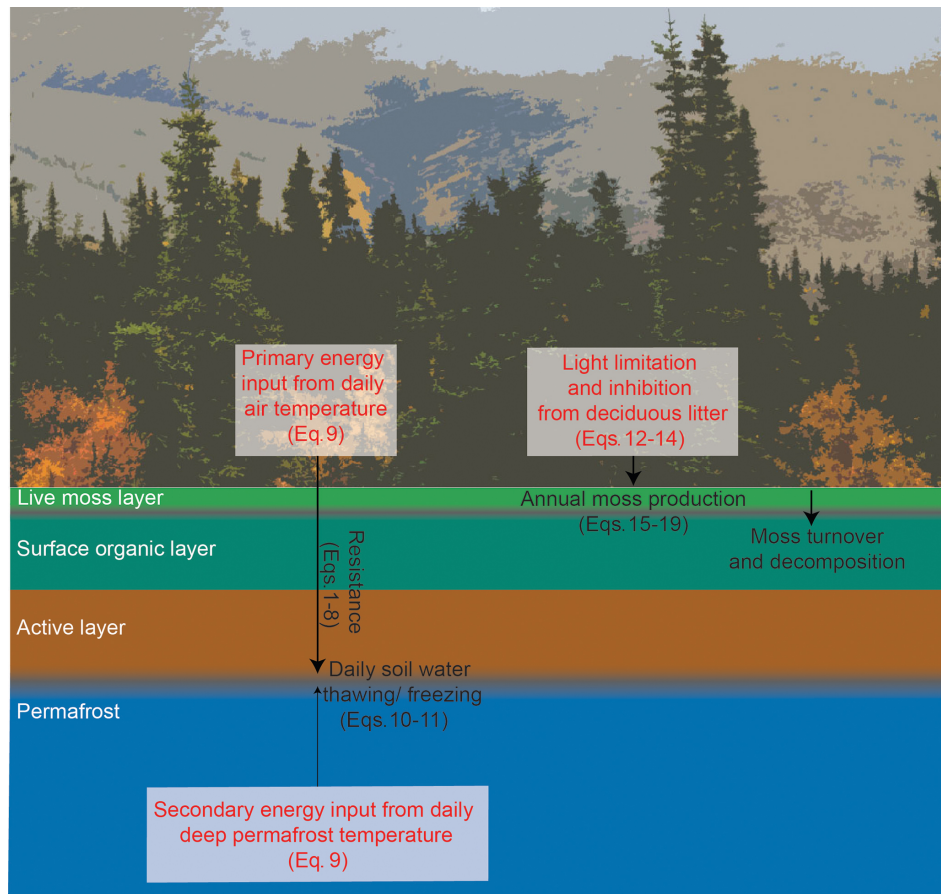 Primary energy
input from daily
air temperature
(Eq. 9)
Light limitation
and inhibition
from deciduous litter
(Eqs. 12-14)
Live moss layer
Annual moss production
(Eqs. 15-19)
Moss turnover
and decomposition
Surface organic layer
Resistance
(Eqs. 1-8)
Active layer
Daily soil water
thawing/ freezing
(Eqs. 10-11)
Permafrost
Secondary energy input from daily
deep permafrost temperature
(Eq. 9)